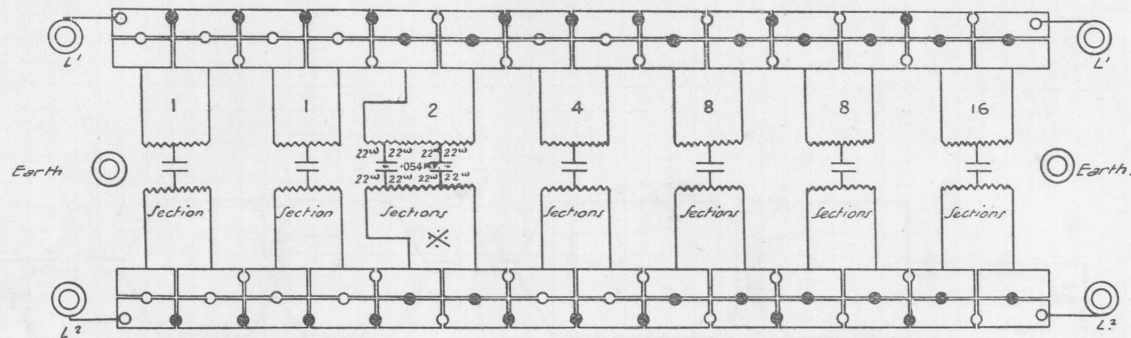 L¹ L¹
1 1 2 4 8 8 16
22ω 22ω 22ω 22ω
Earth Earth.
22ω 22ω 22ω 22ω
Section Section Sections Sections Sections Sections Sections
L² L²